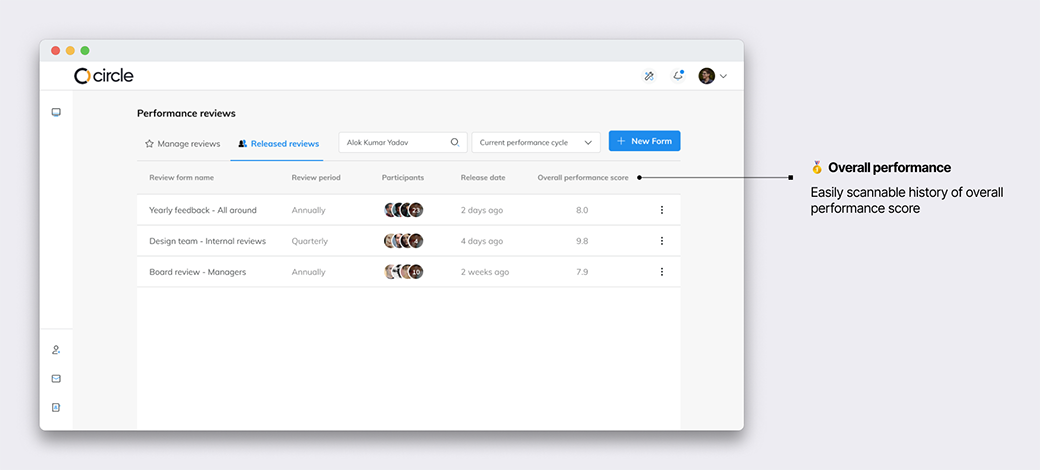 circle
Performance reviews
Manage reviews
Released reviews
Alok Kumar Yadav
Current performance cycle
+ New Form
Review form name
Review period
Participants
Release date
Overall performance score
Yearly feedback - All around
Annually
23
2 days ago
8.0
Design team - Internal reviews
Quarterly
4
4 days ago
9.8
Board review - Managers
Annually
10
2 weeks ago
7.9
Overall performance
Easily scannable history of overall
performance score